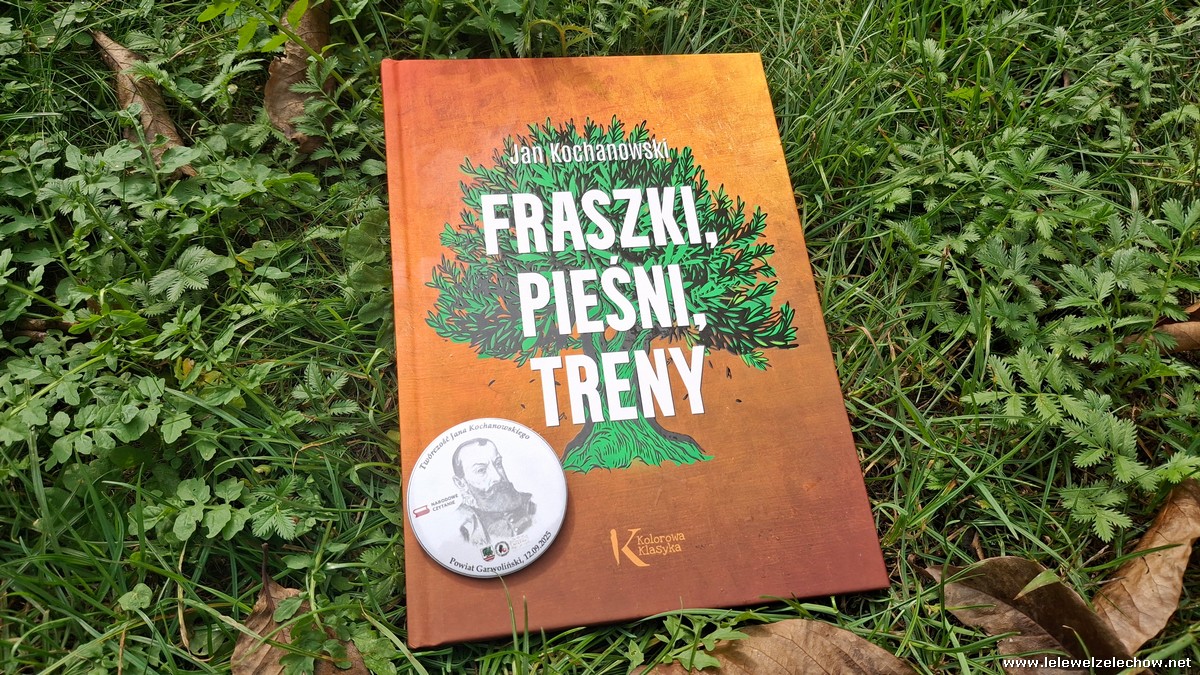 Jan Kochanowski
FRASZKI,
PIEŚNI,
TRENY
Twórczość Jana Kochanowskiego
NARODOWE
CZYTANIE
Powiat Garwoliński, 12.09.2025
K Kolorowa
Klasyka
www.lelewelzelechow.net